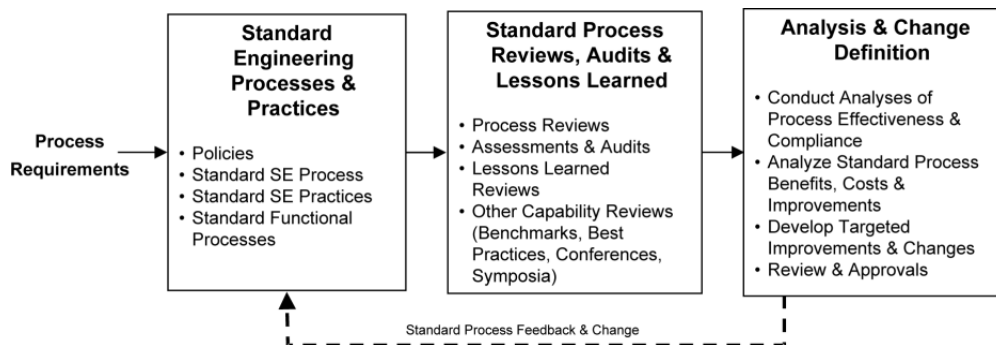 Process
Requirements
Standard
Engineering
Processes &
Practices
• Policies
• Standard SE Process
• Standard SE Practices
• Standard Functional
Processes
Standard Process
Reviews, Audits &
Lessons Learned
• Process Reviews
• Assessments & Audits
• Lessons Learned
Reviews
• Other Capability Reviews
(Benchmarks, Best
Practices, Conferences,
Symposia)
Analysis & Change
Definition
• Conduct Analyses of
Process Effectiveness &
Compliance
• Analyze Standard Process
Benefits, Costs &
Improvements
• Develop Targeted
Improvements & Changes
• Review & Approvals
Standard Process Feedback & Change